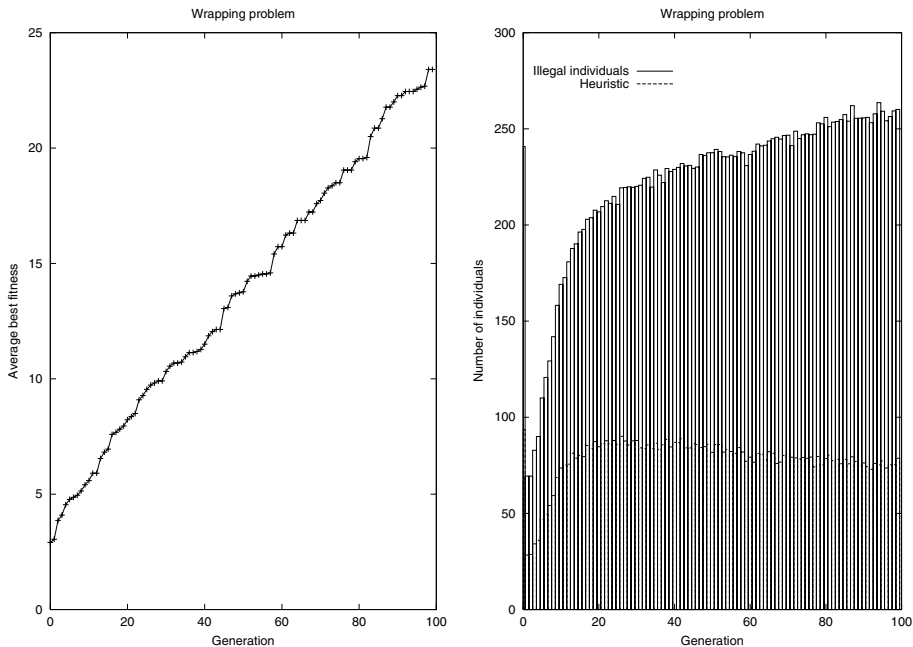 Wrapping problem
25
20
15
10
5
0
0 20 40 60 80 100
Average best fitness
Generation
Wrapping problem
300
250
200
150
100
50
0
0 20 40 60 80 100
Number of individuals
Generation
Illegal individuals
Heuristic